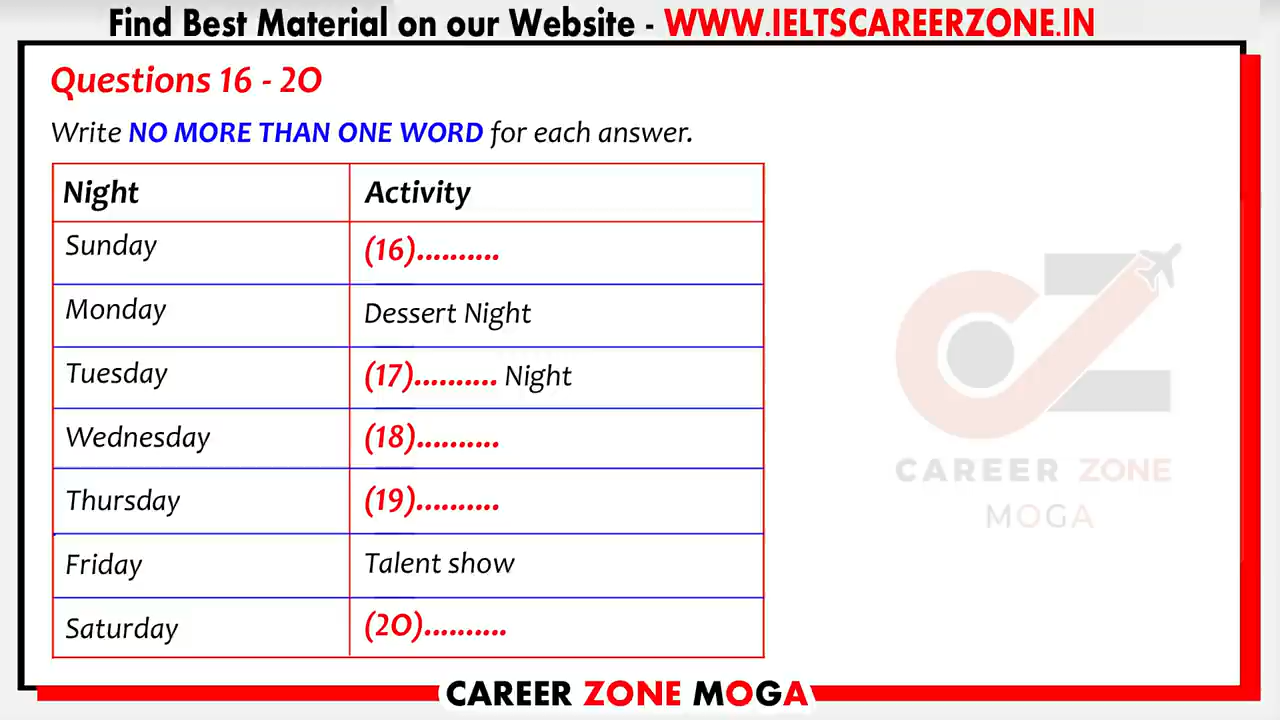 Find Best Material on our Website - WWW.IELTSCAREERZONE.IN
Questions 16 - 20
Write NO MORE THAN ONE WORD for each answer.
Night Activity
Sunday (16)..........
Monday Dessert Night
Tuesday (17).......... Night
Wednesday (18)..........
Thursday (19)..........
Friday Talent show
Saturday (20)..........
CAREER ZONE
MOGA
CAREER ZONE MOGA